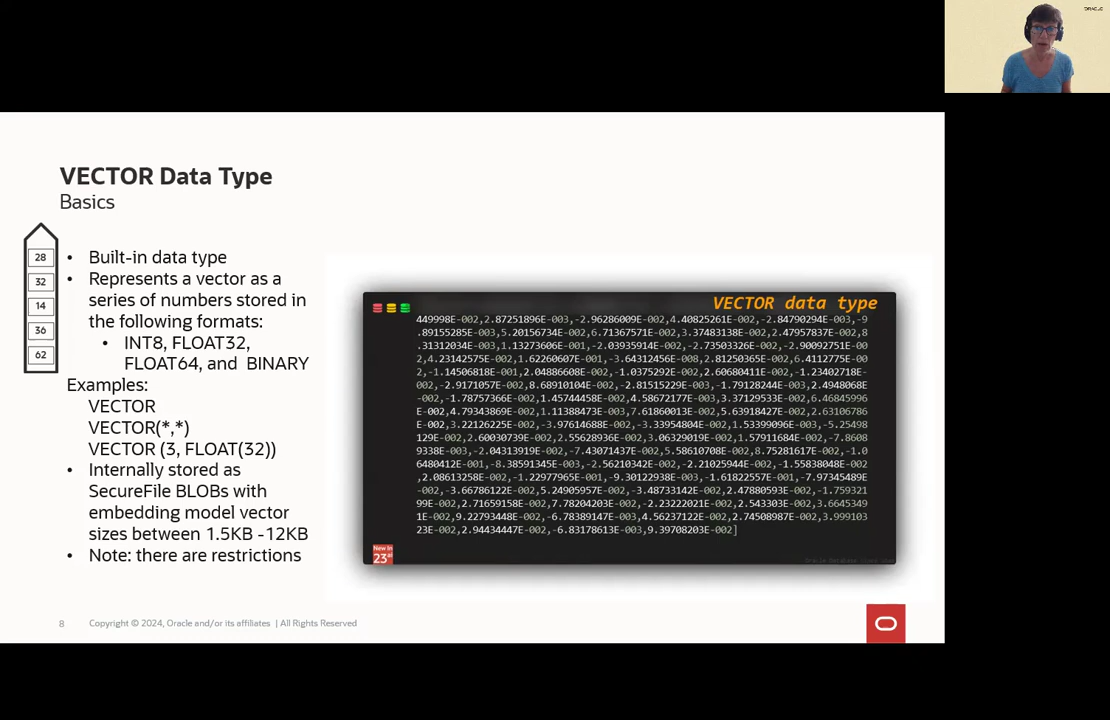 ORACLE
VECTOR Data Type
Basics
28
32
14
36
62
• Built-in data type
• Represents a vector as a
series of numbers stored in
the following formats:
• INT8, FLOAT32,
FLOAT64, and BINARY
Examples:
VECTOR
VECTOR(*,*)
VECTOR (3, FLOAT(32))
• Internally stored as
SecureFile BLOBs with
embedding model vector
sizes between 1.5KB -12KB
• Note: there are restrictions
VECTOR data type
449998E-002,2.87251896E-003,-2.96286009E-002,4.40825261E-002,-2.84790294E-003,-9
.89155285E-003,5.20156734E-002,6.71367571E-002,3.37483138E-002,2.47957837E-002,8
.31312034E-003,1.13273606E-001,-2.03935914E-002,-2.73503326E-002,-2.90092751E-00
2,4.23142575E-002,1.62260607E-001,-3.64312456E-008,2.81250365E-002,6.4112775E-00
2,-1.14506818E-001,2.04886608E-002,-1.0375292E-002,2.60680411E-002,-1.23402718E-
002,-2.9171057E-002,8.68910104E-002,-2.81515229E-003,-1.79128244E-003,2.4948068E
-002,-1.78757366E-002,1.45744458E-002,4.58672177E-003,3.37129533E-002,6.46845996
E-002,4.79343869E-002,1.11388473E-003,7.61860013E-002,5.63918427E-002,2.63106786
E-002,3.22126225E-002,-3.97614688E-002,-3.33954804E-002,1.53399096E-003,-5.25498
129E-002,2.60030739E-002,2.55628936E-002,3.06329019E-002,1.57911684E-002,-7.8608
9338E-003,-2.04313919E-002,-7.43071437E-002,5.58610708E-002,8.75281617E-002,-1.0
6480412E-001,-8.38591345E-003,-2.56210342E-002,-2.21025944E-002,-1.55838048E-002
,2.08613258E-002,-1.22977965E-001,-9.30122938E-003,-1.61822557E-001,-7.97345489E
-002,-3.66786122E-002,5.24905957E-002,-3.48733142E-002,2.47880593E-002,-1.759321
99E-002,2.71659158E-002,7.78204203E-002,-2.23222021E-002,2.543303E-002,3.6645349
1E-002,9.22793448E-002,-6.78389147E-003,4.56237122E-002,2.74508987E-002,3.999103
23E-002,2.94434447E-002,-6.83178613E-003,9.39708203E-002]
New in
23ai
8 Copyright © 2024, Oracle and/or its affiliates | All Rights Reserved